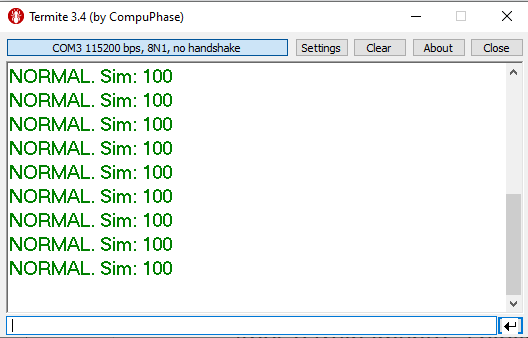 Termite 3.4 (by CompuPhase)
COM3 115200 bps, 8N1, no handshake
Settings
Clear
About
Close
NORMAL. Sim: 100
NORMAL. Sim: 100
NORMAL. Sim: 100
NORMAL. Sim: 100
NORMAL. Sim: 100
NORMAL. Sim: 100
NORMAL. Sim: 100
NORMAL. Sim: 100
NORMAL. Sim: 100